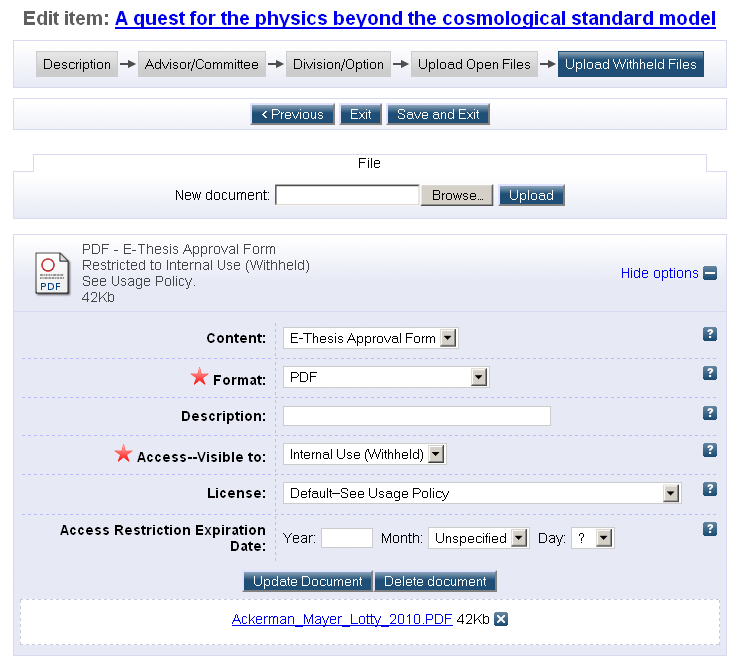 Edit item: A quest for the physics beyond the cosmological standard model
Description Advisor/Committee Division/Option Upload Open Files Upload Withheld Files
< Previous Exit Save and Exit
File
New document: Browse... Upload
PDF - E-Thesis Approval Form
Restricted to Internal Use (Withheld)
See Usage Policy.
42Kb
PDF
Hide options
Content: E-Thesis Approval Form ?
Format: PDF ?
Description: ?
Access--Visible to: Internal Use (Withheld) ?
License: Default--See Usage Policy ?
Access Restriction Expiration
Date: Year: Month: Unspecified Day: ? ?
Update Document Delete document
Ackerman_Mayer_Lotty_2010.PDF 42Kb